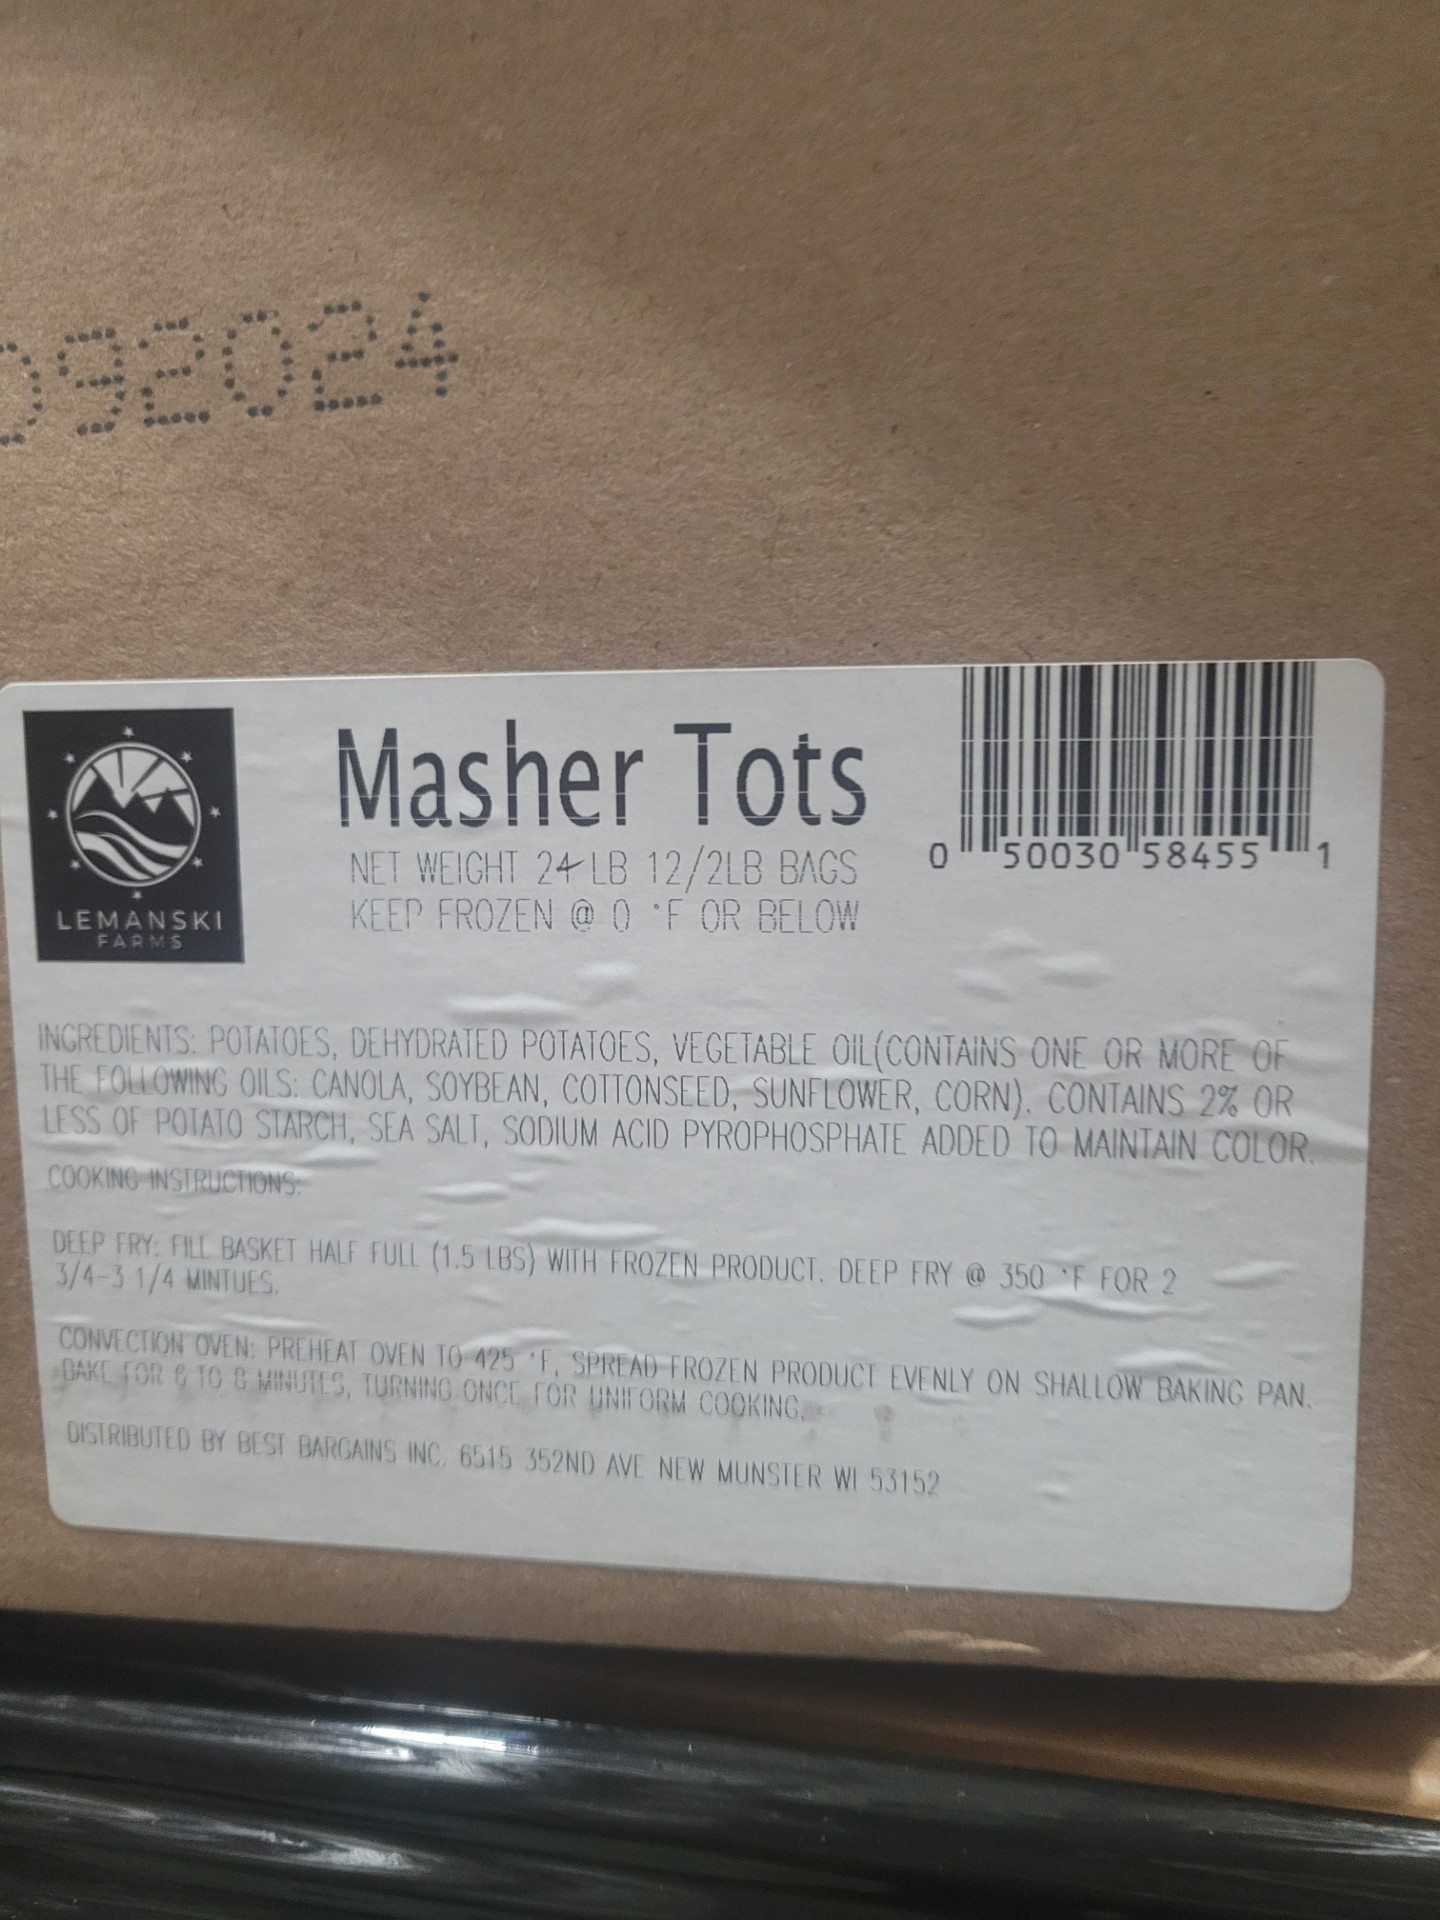 092024
Masher Tots
NET WEIGHT 24 LB 12/2LB BAGS
KEEP FROZEN @ 0 °F OR BELOW
0 50030 58455 1
LEMANSKI
FARMS
INGREDIENTS: POTATOES, DEHYDRATED POTATOES, VEGETABLE OIL(CONTAINS ONE OR MORE OF
THE FOLLOWING OILS: CANOLA, SOYBEAN, COTTONSEED, SUNFLOWER, CORN). CONTAINS 2% OR
LESS OF POTATO STARCH, SEA SALT, SODIUM ACID PYROPHOSPHATE ADDED TO MAINTAIN COLOR.
COOKING INSTRUCTIONS:
DEEP FRY: FILL BASKET HALF FULL (1.5 LBS) WITH FROZEN PRODUCT. DEEP FRY @ 350 °F FOR 2
3/4-3 1/4 MINTUES.
CONVECTION OVEN: PREHEAT OVEN TO 425 °F, SPREAD FROZEN PRODUCT EVENLY ON SHALLOW BAKING PAN.
BAKE FOR 6 TO 8 MINUTES, TURNING ONCE FOR UNIFORM COOKING.
DISTRIBUTED BY BEST BARGAINS INC. 6515 352ND AVE NEW MUNSTER WI 53152